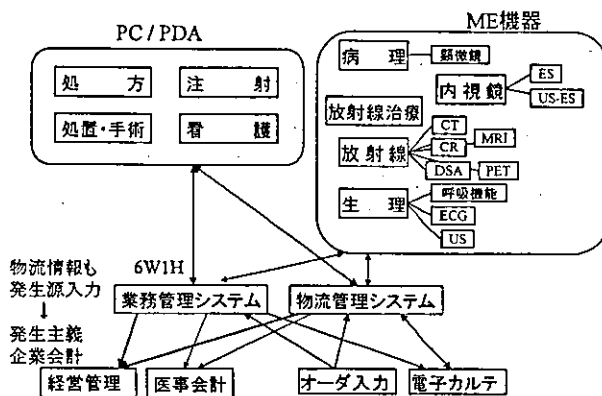 PC / PDA
処 方
注 射
処置・手術
看 護
ME機器
病 理
顕微鏡
内視鏡
ES
US-ES
放射線治療
放射線
CT
CR
MRI
DSA
PET
生 理
呼吸機能
ECG
US
物流情報も
発生源入力
↓
発生主義
企業会計
6W1H
業務管理システム
物流管理システム
経営管理
医事会計
オーダ入力
電子カルテ